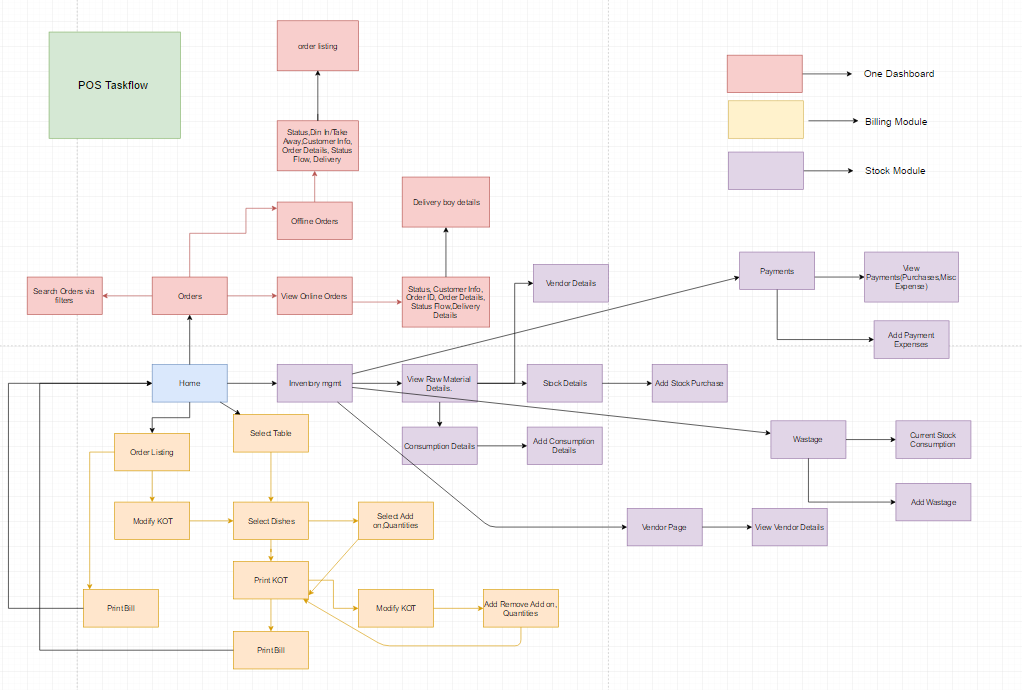 order listing
POS Taskflow
One Dashboard
Billing Module
Status,Din In/Take
Away,Customer Info,
Order Details, Status
Flow, Delivery
Stock Module
Delivery boy details
Offline Orders
Payments
View
Payments(Purchases,Misc
Expense)
Vendor Details
Search Orders via
filters
Orders
View Online Orders
Status, Customer Info,
Order ID, Order Details,
Status Flow,Delivery
Details
Add Payment
Expenses
Home
Inventory mgmt
View Raw Material
Details.
Stock Details
Add Stock Purchase
Select Table
Order Listing
Consumption Details
Add Consumption
Details
Wastage
Current Stock
Consumption
Add Wastage
Modify KOT
Select Dishes
Select Add
on,Quantities
Vendor Page
View Vendor Details
Print KOT
Print Bill
Modify KOT
Add Remove Add on,
Quantities
Print Bill